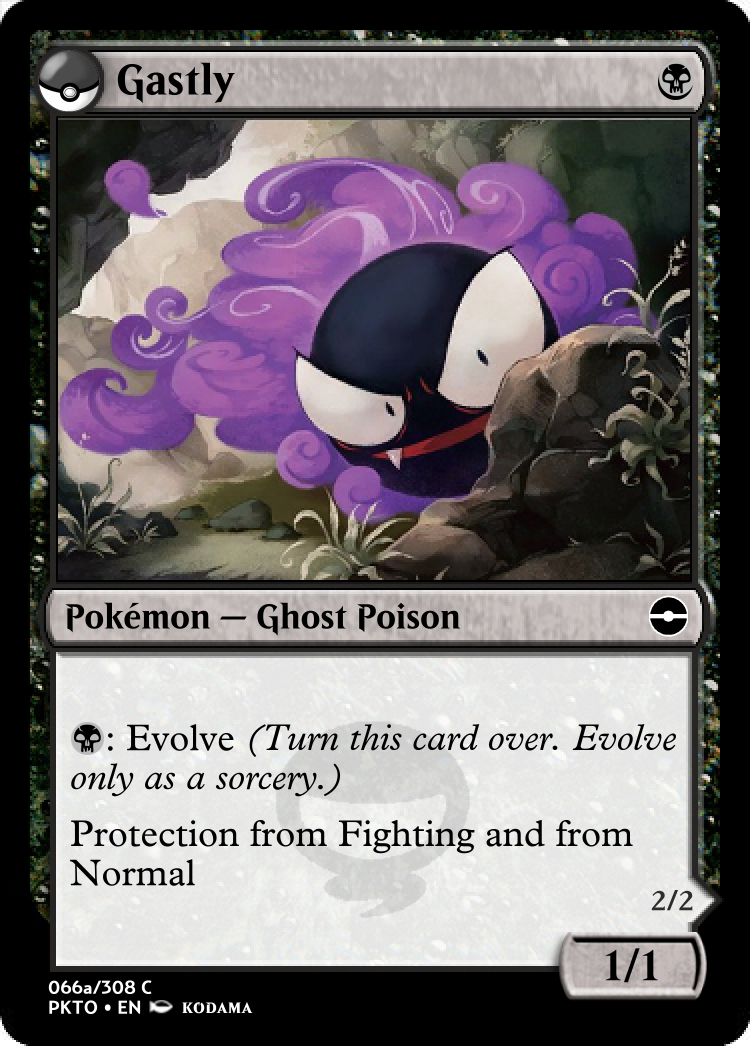 Gastly
Pokémon — Ghost Poison
: Evolve (Turn this card over. Evolve
only as a sorcery.)
Protection from Fighting and from
Normal
2/2
1/1
066a/308 C
PKTO • EN KODAMA